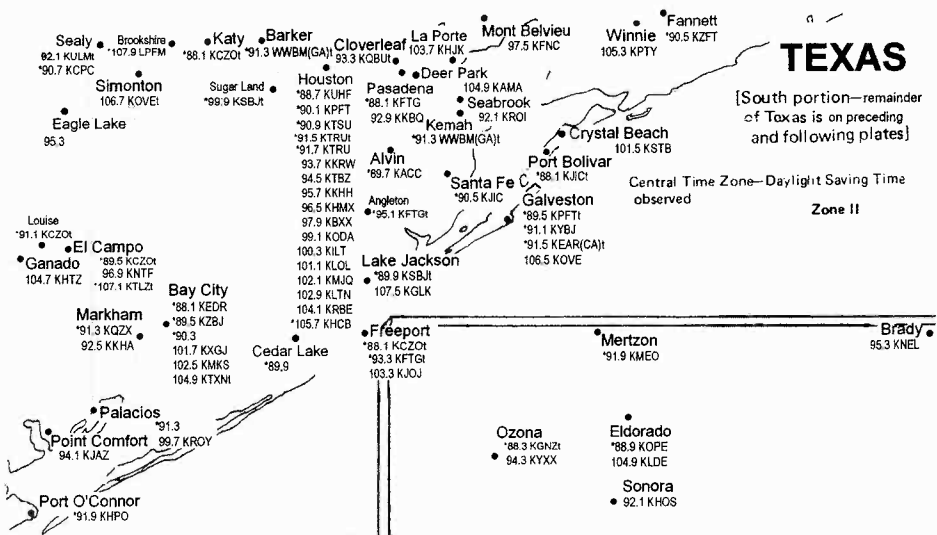 TEXAS
[South portion—remainder
of Texas is on preceding
and following plates]
Central Time Zone—Daylight Saving Time
observed
Zone II
Sealy
92.1 KULMt
*90.7 KCPC
Brookshire
*107.9 LPFM
Katy
*88.1 KCZOt
Barker
*91.3 WWBM(GA)t
Cloverleaf
93.3 KQBUt
La Porte
103.7 KHJK
Mont Belvieu
97.5 KFNC
Winnie
105.3 KPTY
Fannett
*90.5 KZFT
Simonton
106.7 KOVEt
Sugar Land
*99.9 KSBJt
Eagle Lake
95.3
Houston
*88.7 KUHF
*90.1 KPFT
*90.9 KTSU
*91.5 KTRUt
*91.7 KTRU
93.7 KKRW
94.5 KTBZ
95.7 KKHH
96.5 KHMX
97.9 KBXX
99.1 KODA
100.3 KILT
101.1 KLOL
102.1 KMJQ
102.9 KLTN
104.1 KRBE
*105.7 KHCB
Pasadena
*88.1 KFTG
92.9 KKBQ
Deer Park
104.9 KAMA
Seabrook
92.1 KROI
Kemah
*91.3 WWBM(GA)t
Crystal Beach
101.5 KSTB
Alvin
*89.7 KACC
Port Bolivar
*88.1 KJICt
Santa Fe
*90.5 KJIC
Angleton
*95.1 KFTGt
Galveston
*89.5 KPFTt
*91.1 KYBJ
*91.5 KEAR(CA)t
106.5 KOVE
Louise
*91.1 KCZOt
El Campo
*89.5 KCZOt
96.9 KNTF
*107.1 KTLZt
Ganado
104.7 KHTZ
Lake Jackson
*89.9 KSBJt
107.5 KGLK
Bay City
*88.1 KEDR
*89.5 KZBJ
*90.3
101.7 KXGJ
102.5 KMKS
104.9 KTXNt
Markham
*91.3 KQZX
92.5 KKHA
Cedar Lake
*89.9
Freeport
*88.1 KCZOt
*93.3 KFTGt
103.3 KJOJ
Mertzon
*91.9 KMEO
Brady
95.3 KNEL
Palacios
*91.3
99.7 KROY
Point Comfort
94.1 KJAZ
Ozona
*88.3 KGNZt
94.3 KYXX
Eldorado
*88.9 KOPE
104.9 KLDE
Sonora
92.1 KHOS
Port O'Connor
*91.9 KHPO